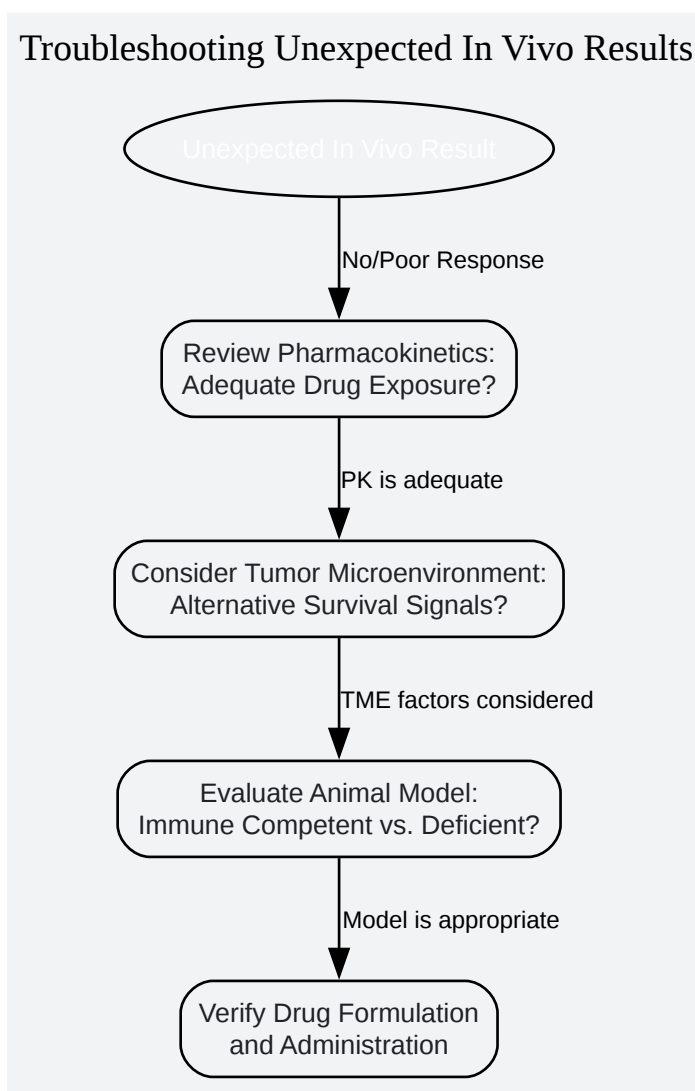 Troubleshooting Unexpected In Vivo Results
Unexpected In Vivo Result
No/Poor Response
Review Pharmacokinetics:
Adequate Drug Exposure?
PK is adequate
Consider Tumor Microenvironment:
Alternative Survival Signals?
TME factors considered
Evaluate Animal Model:
Immune Competent vs. Deficient?
Model is appropriate
Verify Drug Formulation
and Administration